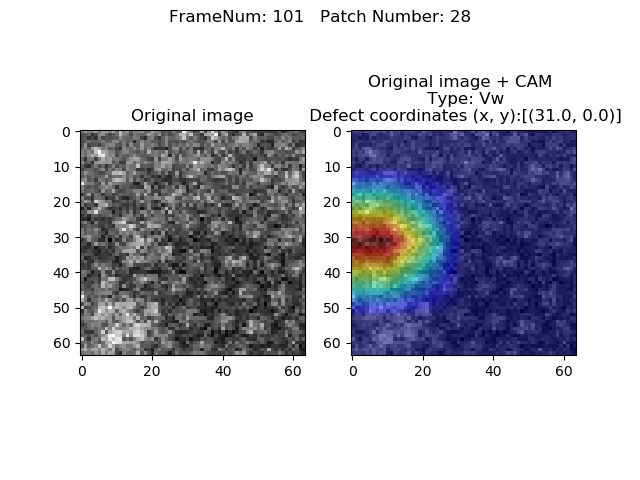 FrameNum: 101   Patch Number: 28
Original image
0
10
20
30
40
50
60
0 20 40 60
Original image + CAM
Type: Vw
Defect coordinates (x, y):[(31.0, 0.0)]
0
10
20
30
40
50
60
0 20 40 60